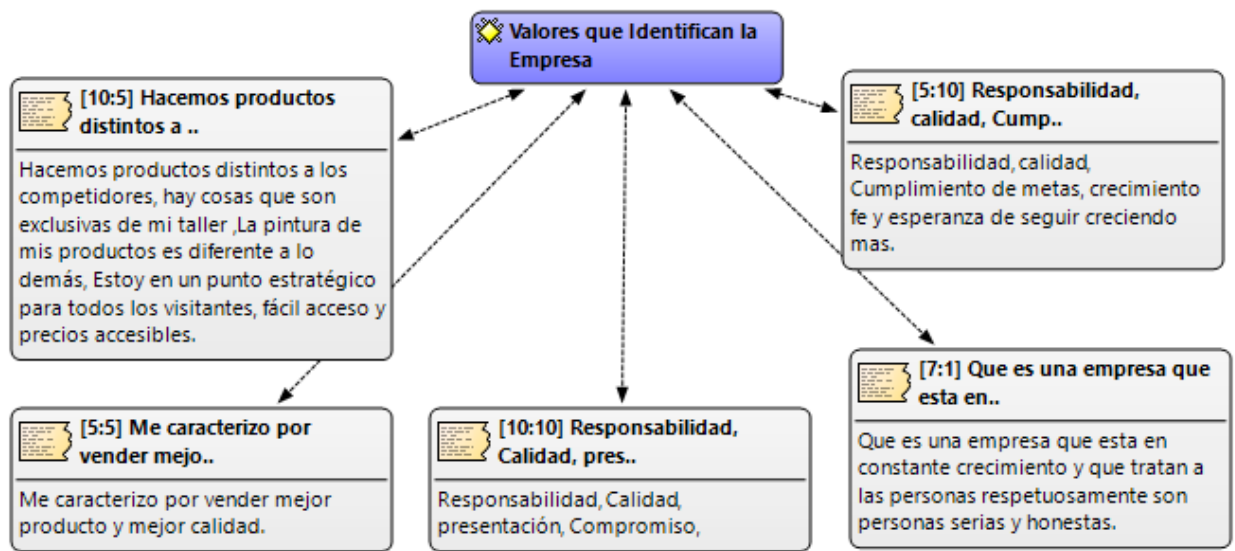 Valores que Identifican la
Empresa
[10:5] Hacemos productos
distintos a ..
Hacemos productos distintos a los
competidores, hay cosas que son
exclusivas de mi taller ,La pintura de
mis productos es diferente a lo
demás, Estoy en un punto estratégico
para todos los visitantes, fácil acceso y
precios accesibles.
[5:10] Responsabilidad,
calidad, Cump..
Responsabilidad, calidad,
Cumplimiento de metas, crecimiento
fe y esperanza de seguir creciendo
mas.
[5:5] Me caracterizo por
vender mejo..
Me caracterizo por vender mejor
producto y mejor calidad.
[10:10] Responsabilidad,
Calidad, pres..
Responsabilidad, Calidad,
presentación, Compromiso,
[7:1] Que es una empresa que
esta en..
Que es una empresa que esta en
constante crecimiento y que tratan a
las personas respetuosamente son
personas serias y honestas.